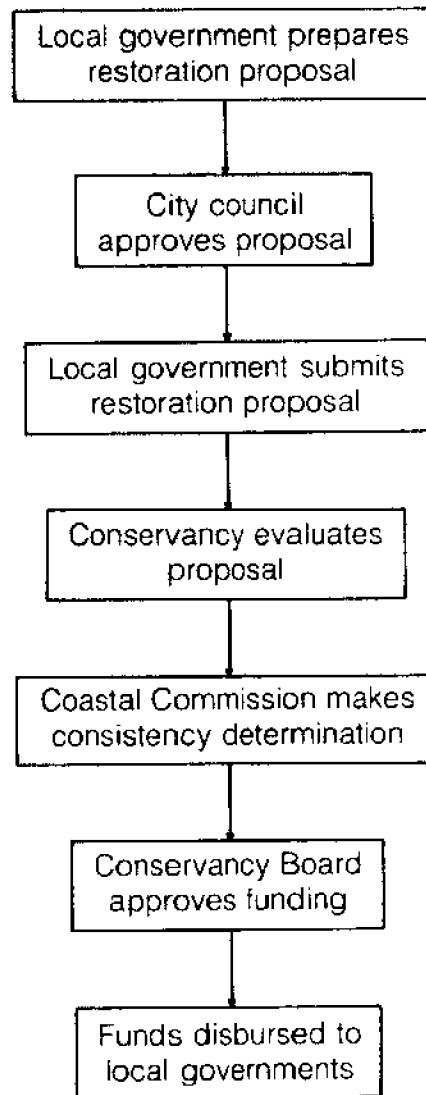 Local government prepares
restoration proposal
City council
approves proposal
Local government submits
restoration proposal
Conservancy evaluates
proposal
Coastal Commission makes
consistency determination
Conservancy Board
approves funding
Funds disbursed to
local governments